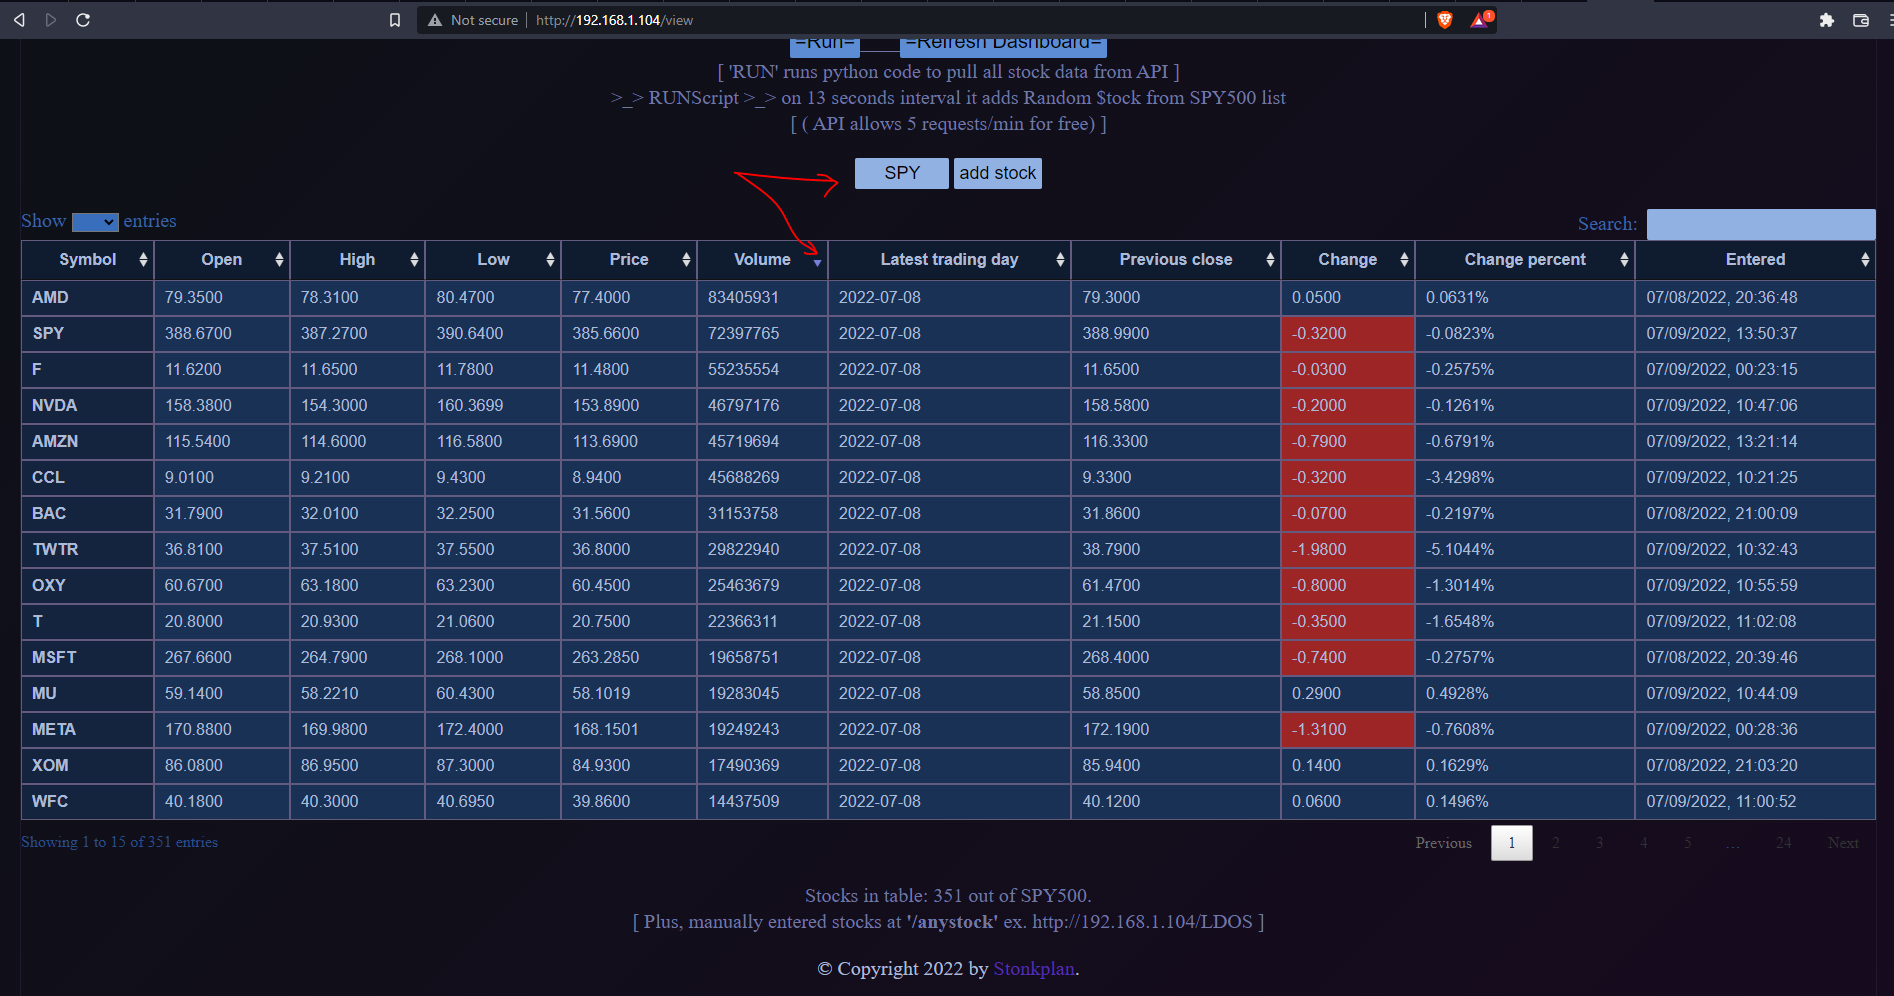 Not secure | http://192.168.1.104/view
1
=Run= =Refresh Dashboard=
[ 'RUN' runs python code to pull all stock data from API ]
>_> RUNScript >_> on 13 seconds interval it adds Random $tock from SPY500 list
[ ( API allows 5 requests/min for free) ]
SPY add stock
Show entries Search:
Symbol Open High Low Price Volume Latest trading day Previous close Change Change percent Entered
AMD 79.3500 78.3100 80.4700 77.4000 83405931 2022-07-08 79.3000 0.0500 0.0631% 07/08/2022, 20:36:48
SPY 388.6700 387.2700 390.6400 385.6600 72397765 2022-07-08 388.9900 -0.3200 -0.0823% 07/09/2022, 13:50:37
F 11.6200 11.6500 11.7800 11.4800 55235554 2022-07-08 11.6500 -0.0300 -0.2575% 07/09/2022, 00:23:15
NVDA 158.3800 154.3000 160.3699 153.8900 46797176 2022-07-08 158.5800 -0.2000 -0.1261% 07/09/2022, 10:47:06
AMZN 115.5400 114.6000 116.5800 113.6900 45719694 2022-07-08 116.3300 -0.7900 -0.6791% 07/09/2022, 13:21:14
CCL 9.0100 9.2100 9.4300 8.9400 45688269 2022-07-08 9.3300 -0.3200 -3.4298% 07/09/2022, 10:21:25
BAC 31.7900 32.0100 32.2500 31.5600 31153758 2022-07-08 31.8600 -0.0700 -0.2197% 07/08/2022, 21:00:09
TWTR 36.8100 37.5100 37.5500 36.8000 29822940 2022-07-08 38.7900 -1.9800 -5.1044% 07/09/2022, 10:32:43
OXY 60.6700 63.1800 63.2300 60.4500 25463679 2022-07-08 61.4700 -0.8000 -1.3014% 07/09/2022, 10:55:59
T 20.8000 20.9300 21.0600 20.7500 22366311 2022-07-08 21.1500 -0.3500 -1.6548% 07/09/2022, 11:02:08
MSFT 267.6600 264.7900 268.1000 263.2850 19658751 2022-07-08 268.4000 -0.7400 -0.2757% 07/08/2022, 20:39:46
MU 59.1400 58.2210 60.4300 58.1019 19283045 2022-07-08 58.8500 0.2900 0.4928% 07/09/2022, 10:44:09
META 170.8800 169.9800 172.4000 168.1501 19249243 2022-07-08 172.1900 -1.3100 -0.7608% 07/09/2022, 00:28:36
XOM 86.0800 86.9500 87.3000 84.9300 17490369 2022-07-08 85.9400 0.1400 0.1629% 07/08/2022, 21:03:20
WFC 40.1800 40.3000 40.6950 39.8600 14437509 2022-07-08 40.1200 0.0600 0.1496% 07/09/2022, 11:00:52
Showing 1 to 15 of 351 entries Previous 1 2 3 4 5 … 24 Next
Stocks in table: 351 out of SPY500.
[ Plus, manually entered stocks at '/anystock' ex. http://192.168.1.104/LDOS ]
© Copyright 2022 by Stonkplan.